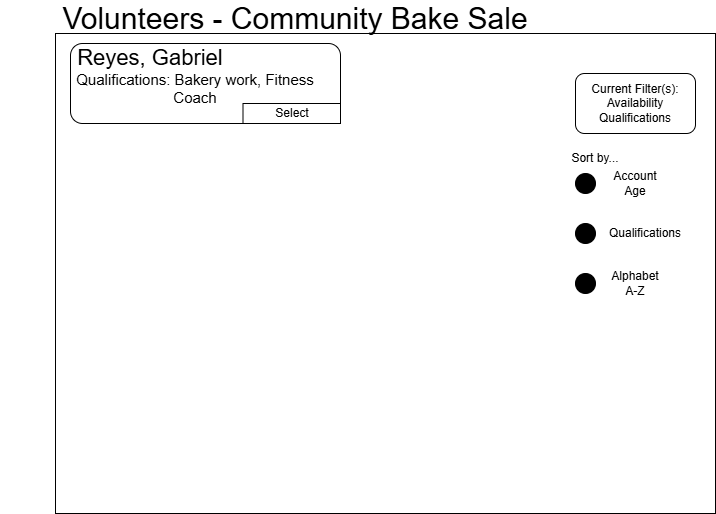 Volunteers - Community Bake Sale
Reyes, Gabriel
Qualifications: Bakery work, Fitness
Coach
Select
Current Filter(s):
Availability
Qualifications
Sort by...
Account
Age
Qualifications
Alphabet
A-Z